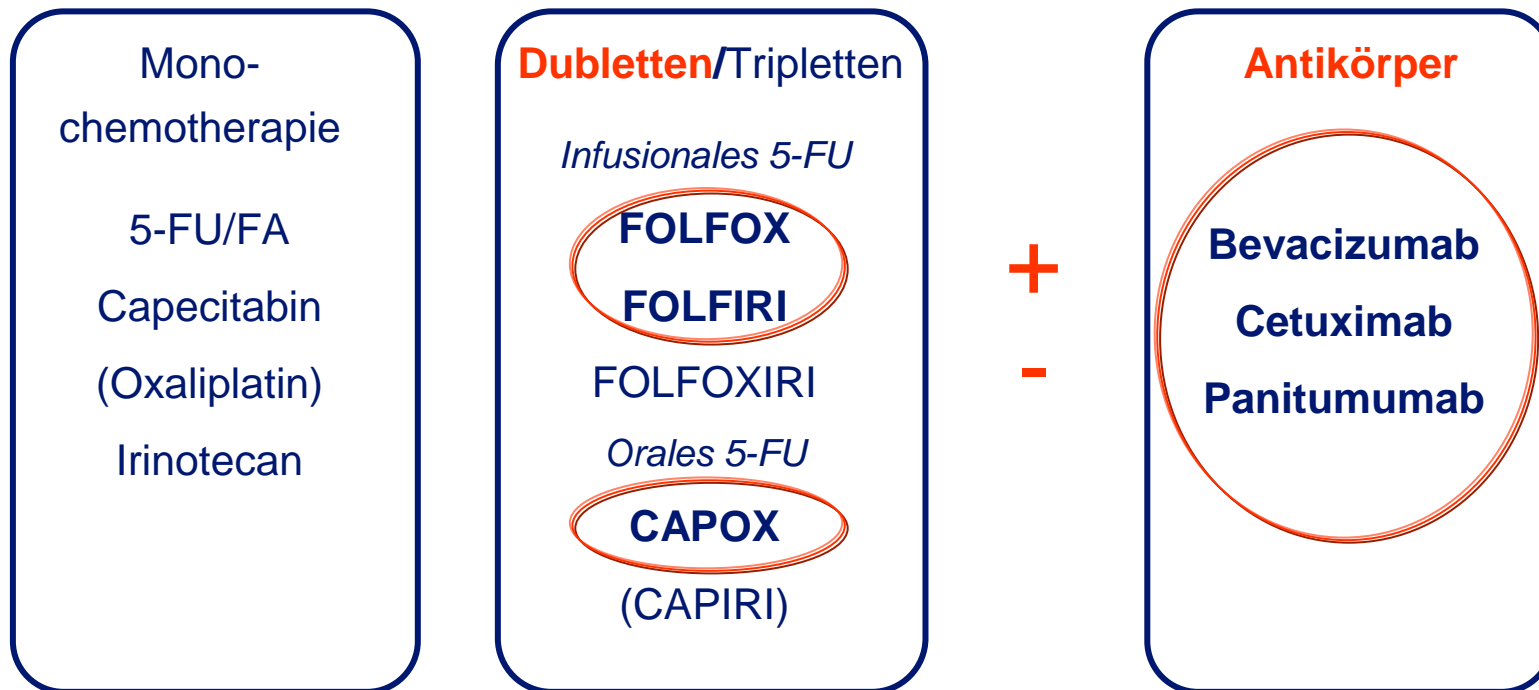 Mono-
chemotherapie
5-FU/FA
Capecitabin
(Oxaliplatin)
Irinotecan
Dubletten/Tripletten
Infusionales 5-FU
FOLFOX
FOLFIRI
FOLFOXIRI
Orales 5-FU
CAPOX
(CAPIRI)
+
-
Antikörper
Bevacizumab
Cetuximab
Panitumumab